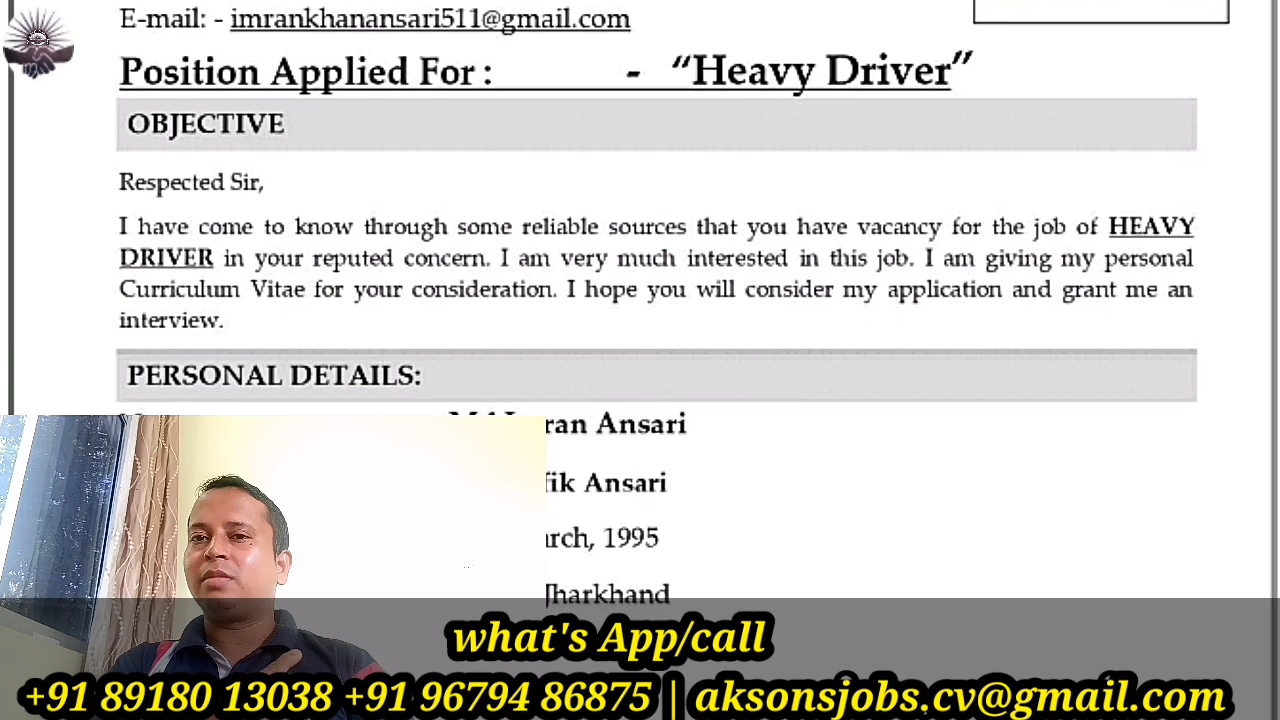 E-mail: - imrankhanansari511@gmail.com
Position Applied For : - “Heavy Driver”
OBJECTIVE
Respected Sir,
I have come to know through some reliable sources that you have vacancy for the job of HEAVY
DRIVER in your reputed concern. I am very much interested in this job. I am giving my personal
Curriculum Vitae for your consideration. I hope you will consider my application and grant me an
interview.
PERSONAL DETAILS:
Ansari
Ansari
1995
Jharkhand
what's App/call
+91 89180 13038 +91 96794 86875 | aksonsjobs.cv@gmail.com